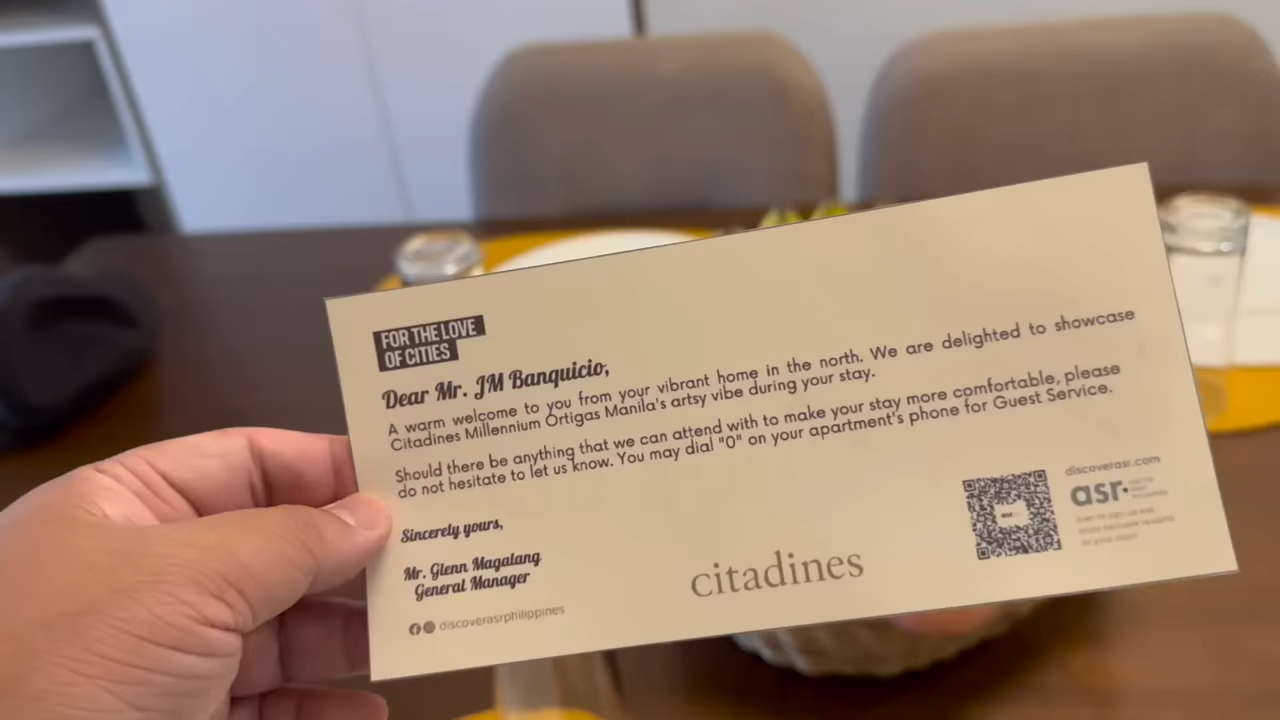 FOR THE LOVE
OF CITIES
Dear Mr. JM Banquicio,
A warm welcome to you from your vibrant home in the north. We are delighted to showcase
Citadines Millennium Ortigas Manila's artsy vibe during your stay.
Should there be anything that we can attend with to make your stay more comfortable, please
do not hesitate to let us know. You may dial "0" on your apartment's phone for Guest Service.
Sincerely yours,
Mr. Glenn Magalang
General Manager
discoverasrphilippines
citadines
discoverasr.com
asr